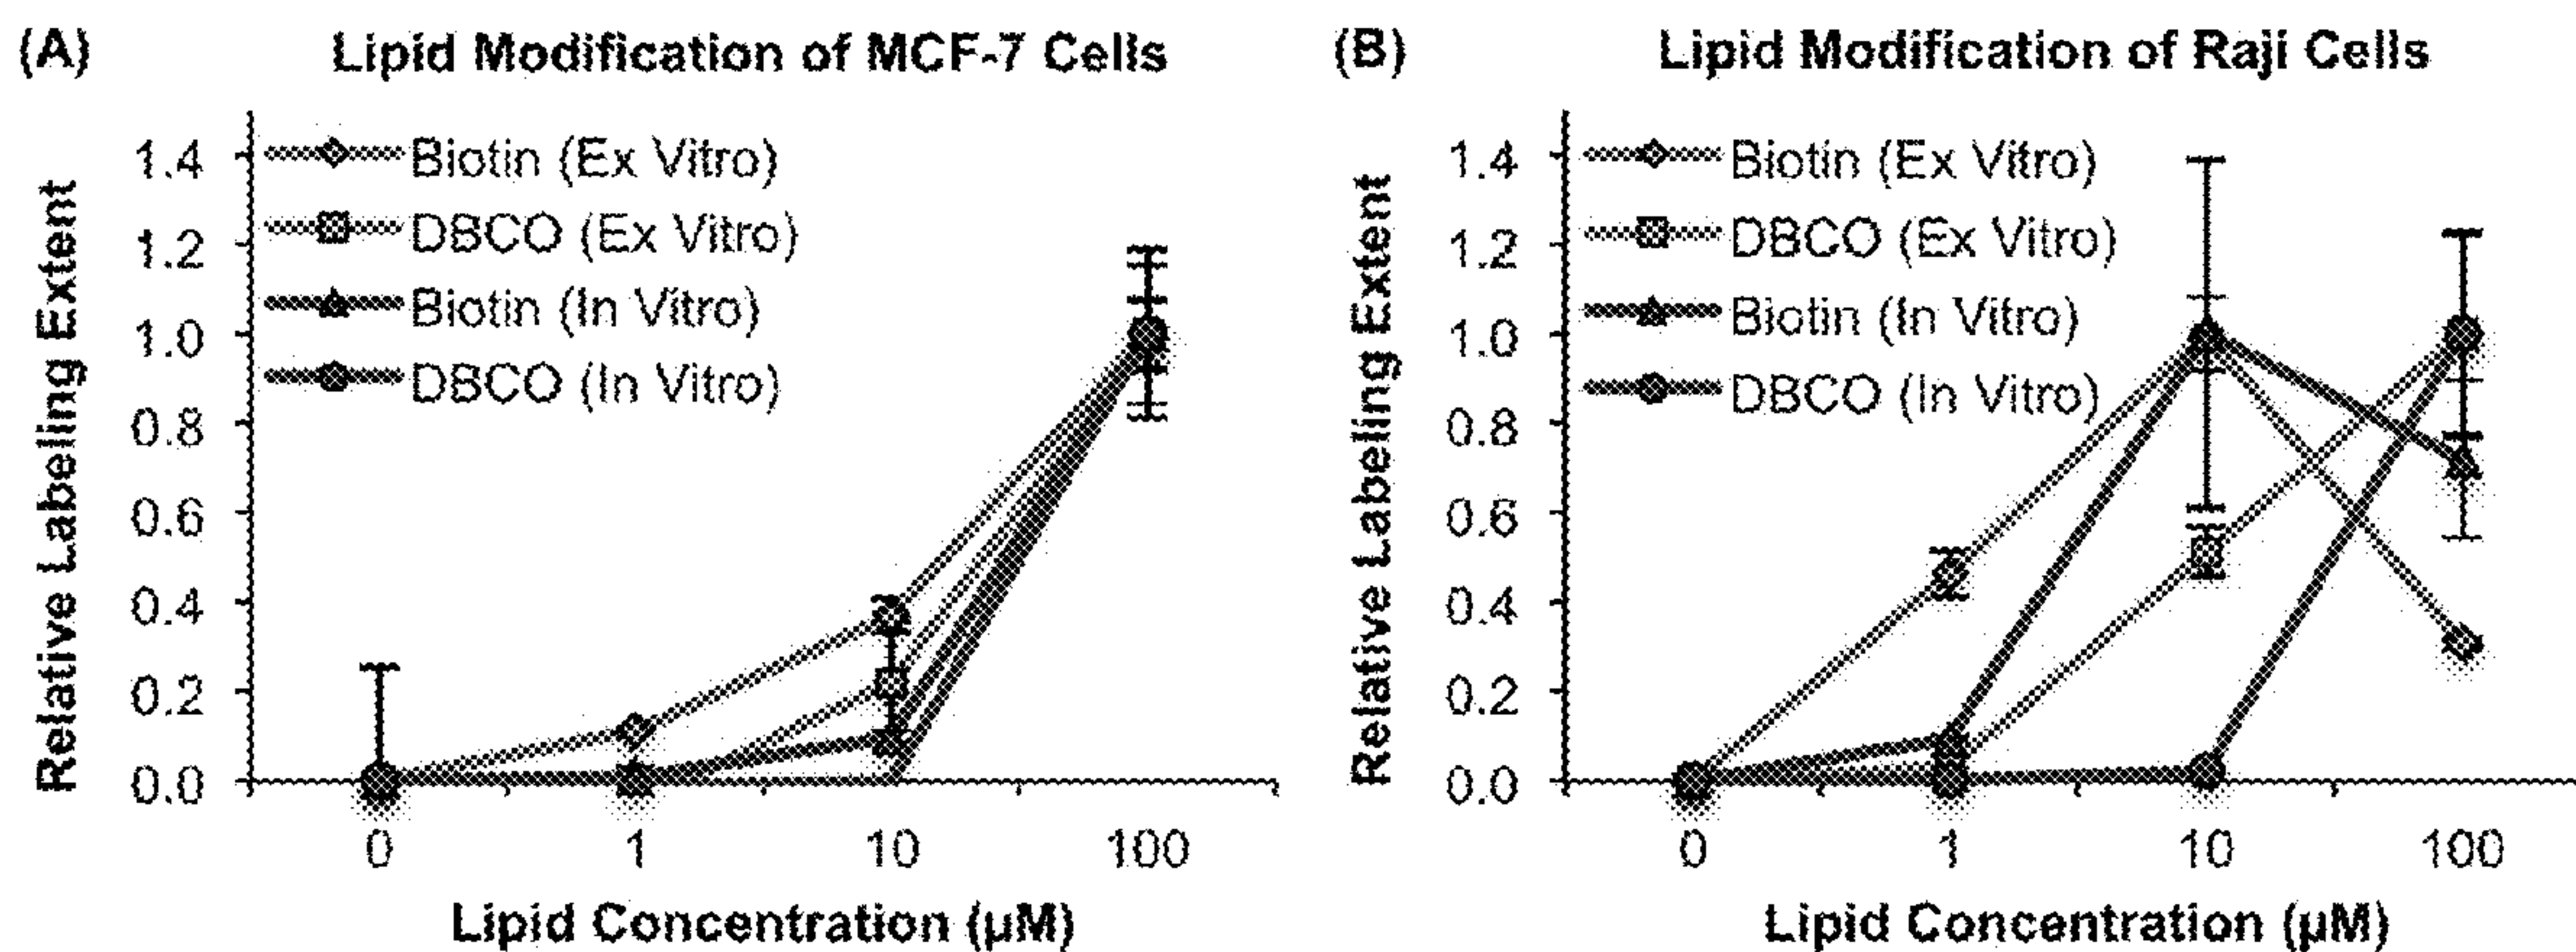 (A) Lipid Modification of MCF-7 Cells
Relative Labeling Extent
1.4
1.2
1.0
0.8
0.6
0.4
0.2
0.0
Biotin (Ex Vitro)
DBCO (Ex Vitro)
Biotin (In Vitro)
DBCO (In Vitro)
0 1 10 100
Lipid Concentration (µM)
(B) Lipid Modification of Raji Cells
Relative Labeling Extent
1.4
1.2
1.0
0.8
0.6
0.4
0.2
0.0
Biotin (Ex Vitro)
DBCO (Ex Vitro)
Biotin (In Vitro)
DBCO (In Vitro)
0 1 10 100
Lipid Concentration (µM)